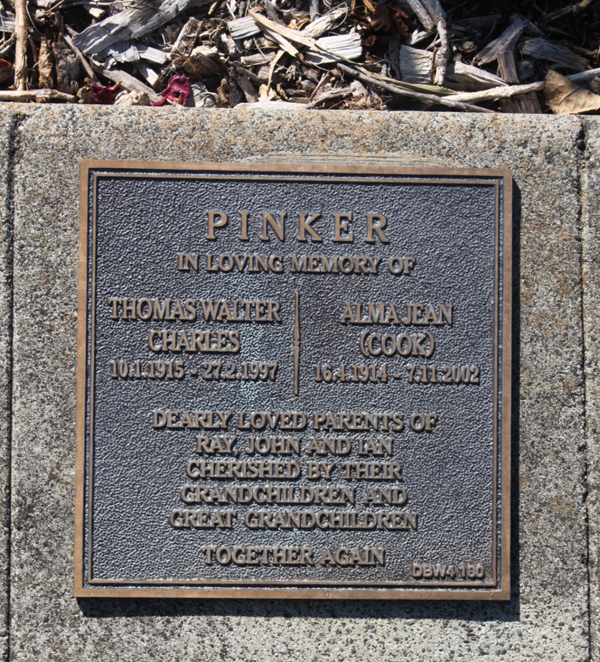 PINKER
IN LOVING MEMORY OF
THOMAS WALTER
CHARLES
10.1.1915 - 27.2.1997
ALMA JEAN
(COOK)
16.4.1914 - 7.11.2002
DEARLY LOVED PARENTS OF
RAY, JOHN AND IAN
CHERISHED BY THEIR
GRANDCHILDREN AND
GREAT GRANDCHILDREN
TOGETHER AGAIN
DBW4 180